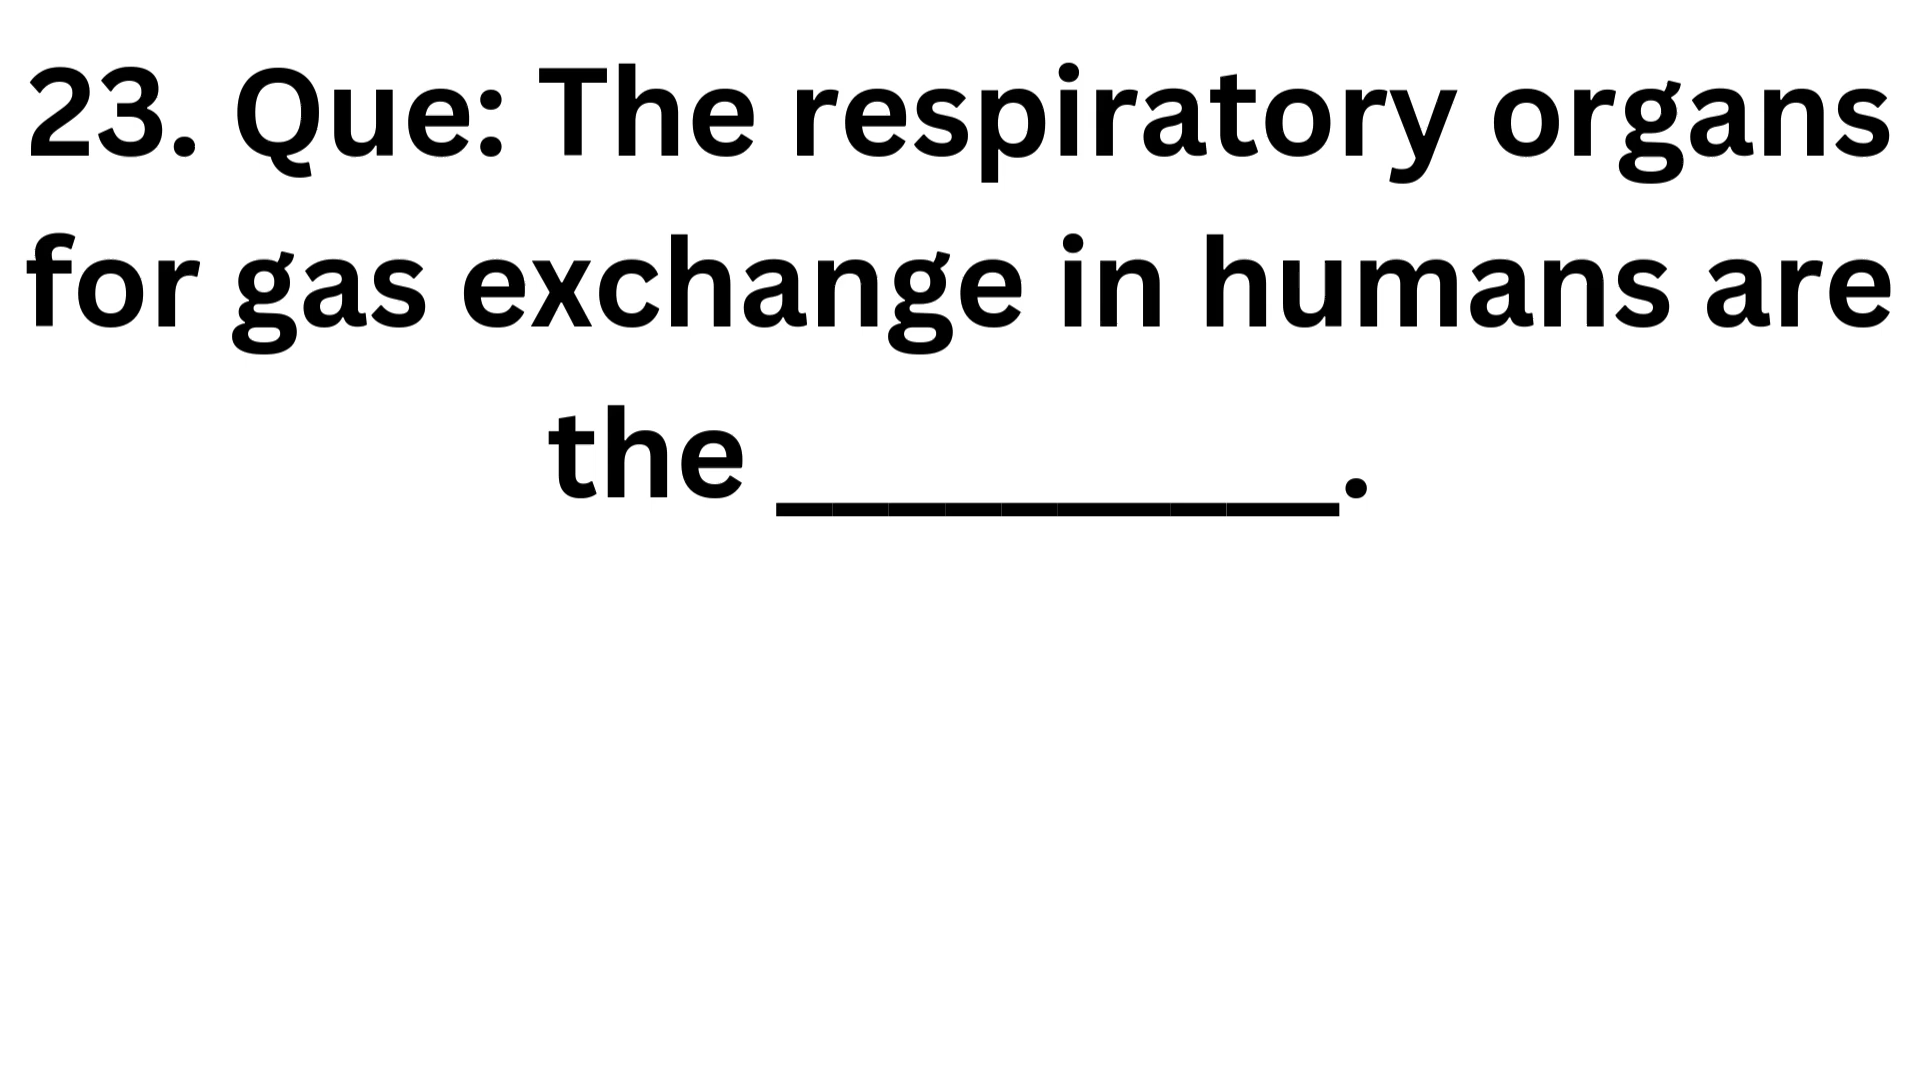 23. Que: The respiratory organs
for gas exchange in humans are
the __________.